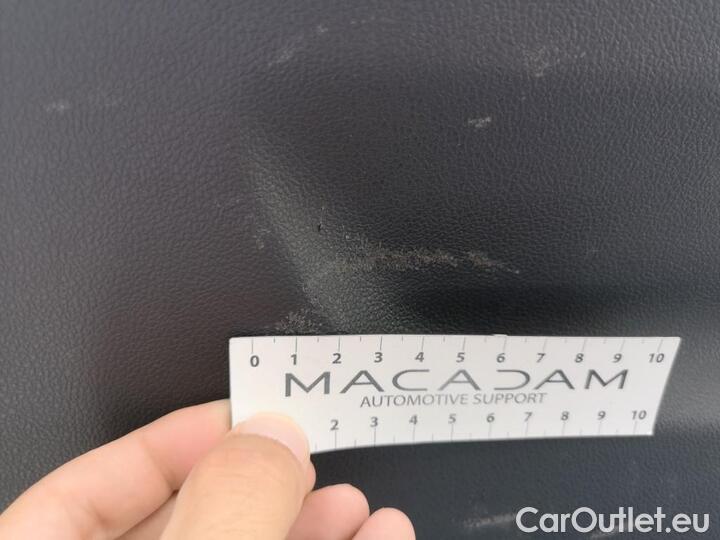 0 1 2 3 4 5 6 7 8 9 10
MACADAM
AUTOMOTIVE SUPPORT
2 3 4 5 6 7 8 9 10
CarOutlet.eu